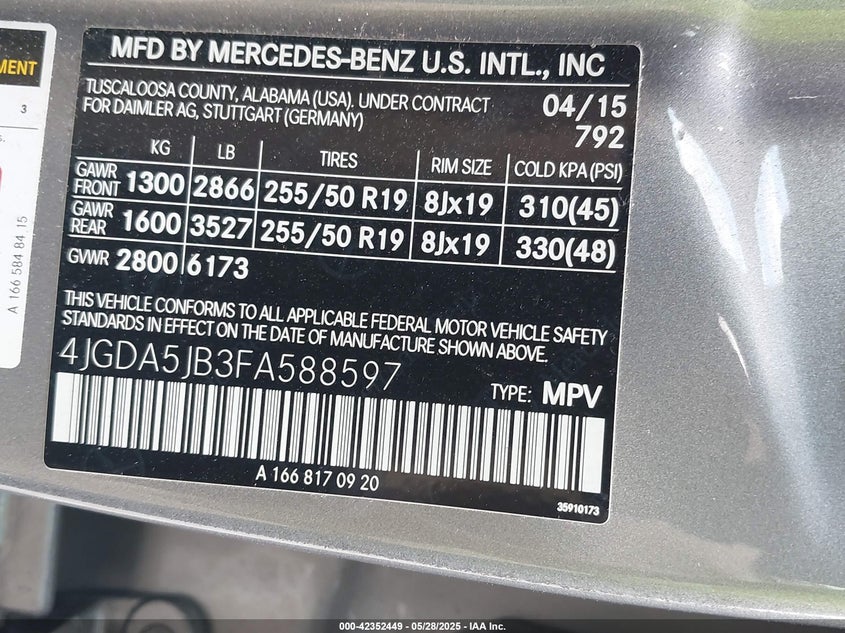 MENT
3
s.
A 166 584 84 15
MFD BY MERCEDES-BENZ U.S. INTL., INC
TUSCALOOSA COUNTY, ALABAMA (USA). UNDER CONTRACT
FOR DAIMLER AG, STUTTGART (GERMANY)
04/15
792
KG LB TIRES RIM SIZE COLD KPA (PSI)
GAWR FRONT 1300 2866 255/50 R19 8Jx19 310(45)
GAWR REAR 1600 3527 255/50 R19 8Jx19 330(48)
GVWR 2800 6173
THIS VEHICLE CONFORMS TO ALL APPLICABLE FEDERAL MOTOR VEHICLE SAFETY
STANDARDS IN EFFECT ON THE DATE OF MANUFACTURE SHOWN ABOVE.
4JGDA5JB3FA588597
TYPE: MPV
A 166 817 09 20
35910173
000-42352449 — 05/28/2025 — IAA Inc.